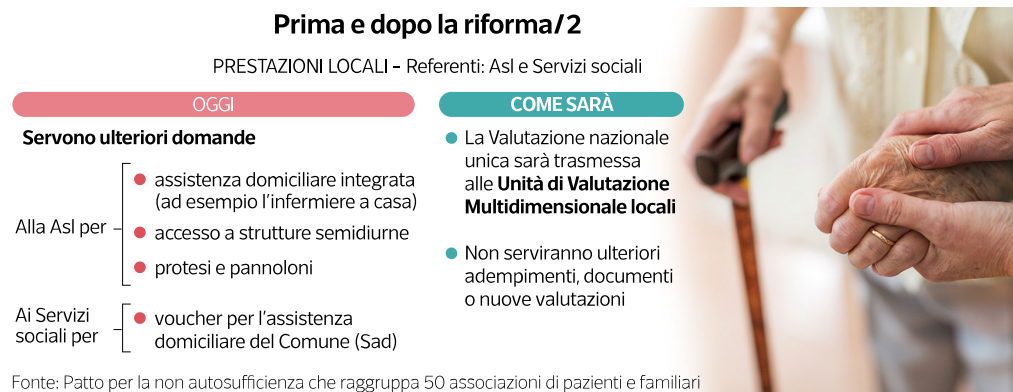 Prima e dopo la riforma/2
PRESTAZIONI LOCALI – Referenti: Asl e Servizi sociali
OGGI
Servono ulteriori domande
Alla Asl per
assistenza domiciliare integrata
(ad esempio l'infermiere a casa)
accesso a strutture semidiurne
protesi e pannoloni
Ai Servizi
sociali per
voucher per l'assistenza
domiciliare del Comune (Sad)
COME SARÀ
La Valutazione nazionale
unica sarà trasmessa
alle Unità di Valutazione
Multidimensionale locali
Non serviranno ulteriori
adempimenti, documenti
o nuove valutazioni
Fonte: Patto per la non autosufficienza che raggruppa 50 associazioni di pazienti e familiari